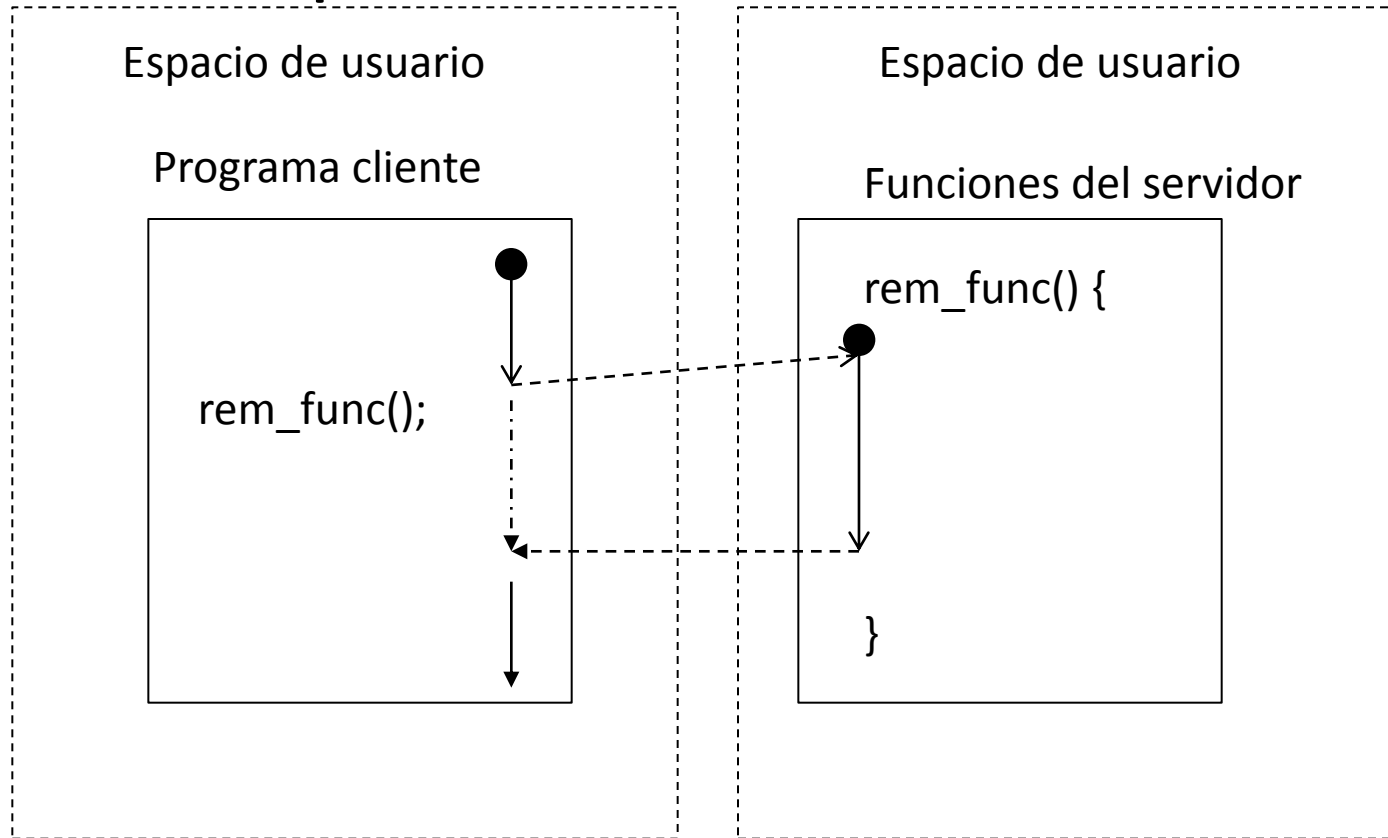 Espacio de usuario
Programa cliente
rem_func();
Espacio de usuario
Funciones del servidor
rem_func() {
}